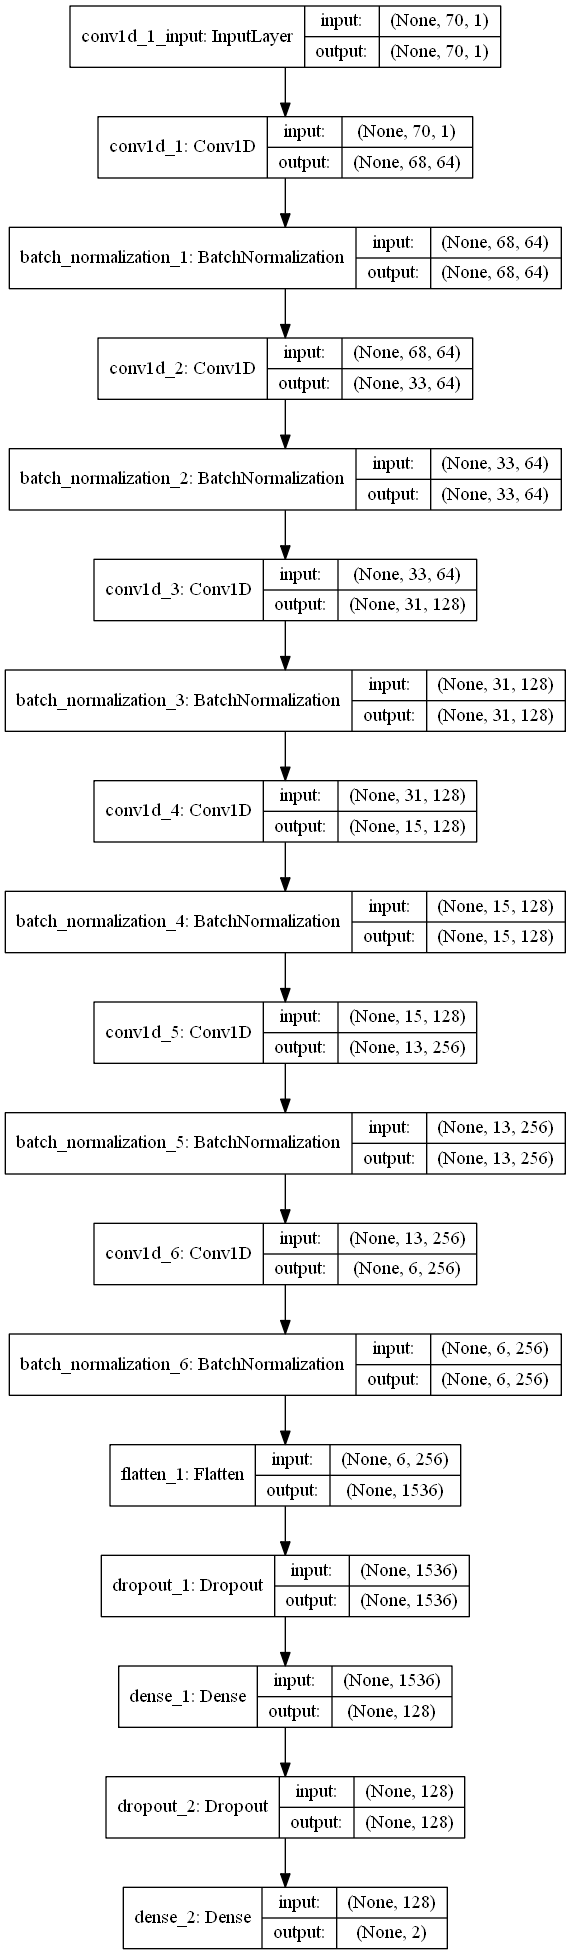 conv1d_1_input: InputLayer
input: (None, 70, 1)
output: (None, 70, 1)
conv1d_1: Conv1D
input: (None, 70, 1)
output: (None, 68, 64)
batch_normalization_1: BatchNormalization
input: (None, 68, 64)
output: (None, 68, 64)
conv1d_2: Conv1D
input: (None, 68, 64)
output: (None, 33, 64)
batch_normalization_2: BatchNormalization
input: (None, 33, 64)
output: (None, 33, 64)
conv1d_3: Conv1D
input: (None, 33, 64)
output: (None, 31, 128)
batch_normalization_3: BatchNormalization
input: (None, 31, 128)
output: (None, 31, 128)
conv1d_4: Conv1D
input: (None, 31, 128)
output: (None, 15, 128)
batch_normalization_4: BatchNormalization
input: (None, 15, 128)
output: (None, 15, 128)
conv1d_5: Conv1D
input: (None, 15, 128)
output: (None, 13, 256)
batch_normalization_5: BatchNormalization
input: (None, 13, 256)
output: (None, 13, 256)
conv1d_6: Conv1D
input: (None, 13, 256)
output: (None, 6, 256)
batch_normalization_6: BatchNormalization
input: (None, 6, 256)
output: (None, 6, 256)
flatten_1: Flatten
input: (None, 6, 256)
output: (None, 1536)
dropout_1: Dropout
input: (None, 1536)
output: (None, 1536)
dense_1: Dense
input: (None, 1536)
output: (None, 128)
dropout_2: Dropout
input: (None, 128)
output: (None, 128)
dense_2: Dense
input: (None, 128)
output: (None, 2)